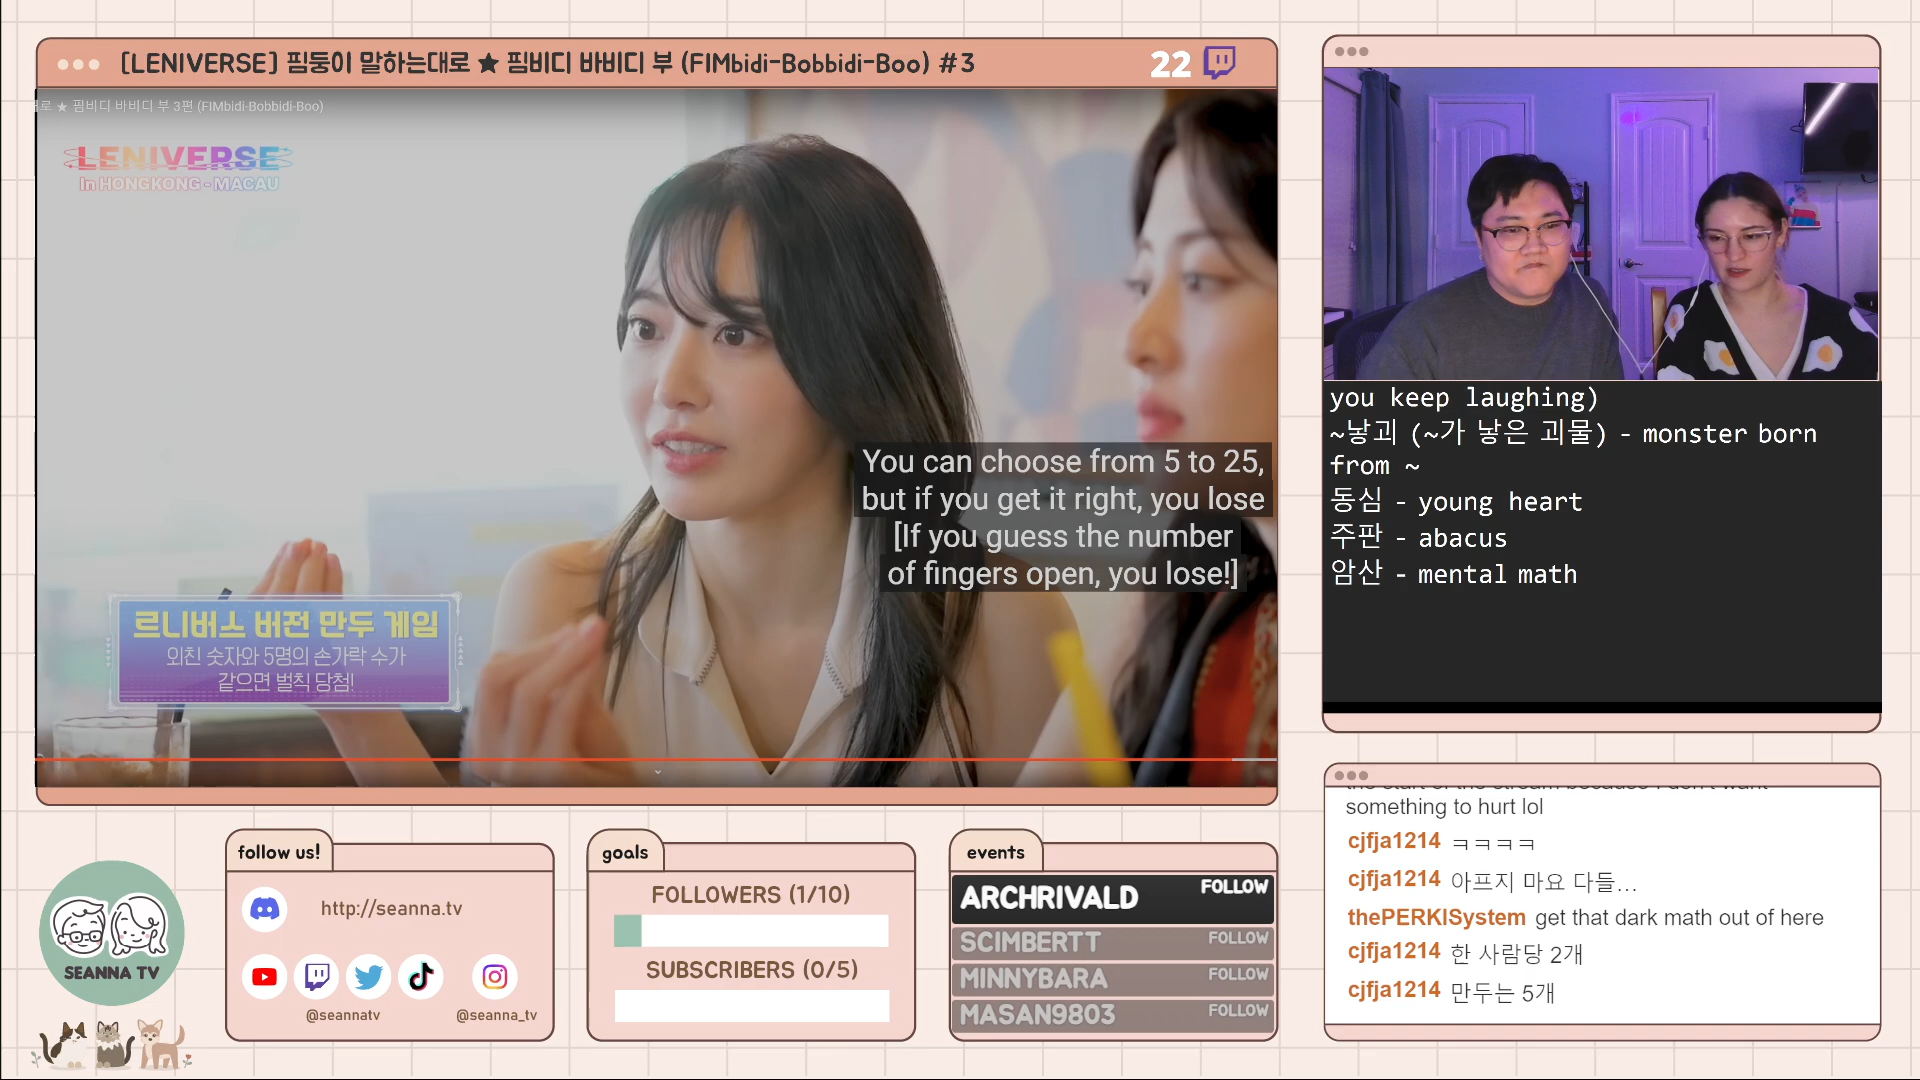 [LENIVERSE] 핌둥이 말하는대로 ★ 핌비디 바비디 부 (FIMbidi-Bobbidi-Boo) #3
22
로 ★ 핌비디 바비디 부 3편 (FIMbidi-Bobbidi-Boo)
LENIVERSE
In HONGKONG - MACAU
You can choose from 5 to 25,
but if you get it right, you lose
[If you guess the number
of fingers open, you lose!]
르니버스 버전 만두 게임
외친 숫자와 5명의 손가락 수가
같으면 벌칙 당첨!
you keep laughing)
~낳괴 (~가 낳은 괴물) - monster born
from ~
동심 - young heart
주판 - abacus
암산 - mental math
the start of the stream because I don't want
something to hurt lol
cjfja1214 ㅋㅋㅋㅋ
cjfja1214 아프지 마요 다들...
thePERKISystem get that dark math out of here
cjfja1214 한 사람당 2개
cjfja1214 만두는 5개
SEANNA TV
follow us!
http://seanna.tv
@seannatv
@seanna_tv
goals
FOLLOWERS (1/10)
SUBSCRIBERS (0/5)
events
ARCHRIVALD FOLLOW
SCIMBERTT FOLLOW
MINNYBARA FOLLOW
MASAN9803 FOLLOW